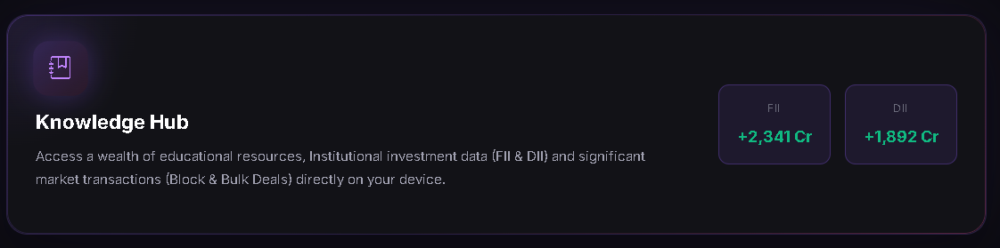 Knowledge Hub
Access a wealth of educational resources, Institutional investment data (FII & DII) and significant
market transactions (Block & Bulk Deals) directly on your device.
FII
+2,341 Cr
DII
+1,892 Cr